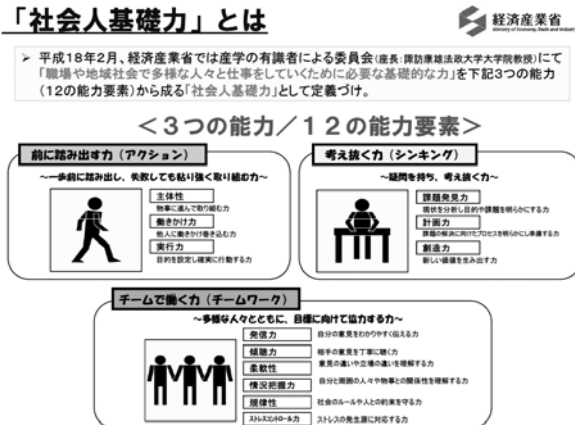 「社会人基礎力」とは
経済産業省
Ministry of Economy, Trade and Industry
➢ 平成18年2月、経済産業省では産学の有識者による委員会(座長:諏訪康雄法政大学大学院教授)にて
「職場や地域社会で多様な人々と仕事をしていくために必要な基礎的な力」を下記3つの能力
(12の能力要素)から成る「社会人基礎力」として定義づけ。
＜3つの能力／12の能力要素＞
前に踏み出す力(アクション)
～一歩前に踏み出し、失敗しても粘り強く取り組む力～
主体性
物事に進んで取り組む力
働きかけ力
他人に働きかけ巻き込む力
実行力
目的を設定し確実に行動する力
考え抜く力(シンキング)
～疑問を持ち、考え抜く力～
課題発見力
現状を分析し目的や課題を明らかにする力
計画力
課題の解決に向けたプロセスを明らかにし準備する力
創造力
新しい価値を生み出す力
チームで働く力(チームワーク)
～多様な人々とともに、目標に向けて協力する力～
発信力 自分の意見をわかりやすく伝える力
傾聴力 相手の意見を丁寧に聴く力
柔軟性 意見の違いや立場の違いを理解する力
情況把握力 自分と周囲の人々や物事との関係性を理解する力
規律性 社会のルールや人との約束を守る力
ストレスコントロール力 ストレスの発生源に対応する力